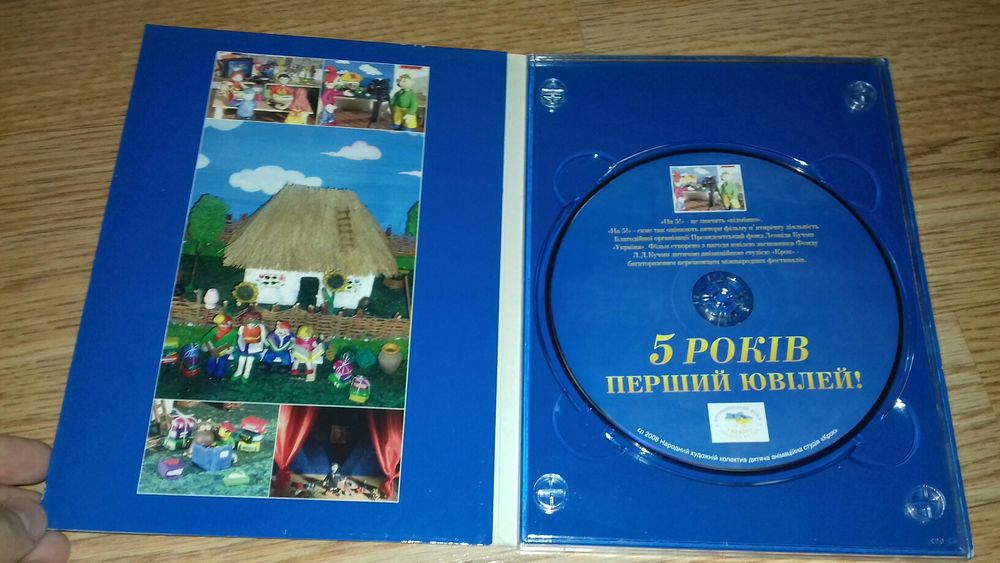 «На 5!» - це значить «відмінно».
«На 5!» - саме так оцінюють автори фільму п'ятирічну діяльність
Благодійної організації Президентський фонд Леоніда Кучми
«Україна». Фільм створено з нагоди ювілею заснування Фонду
Л.Д.Кучми дитячою анімаційною студією «Крок» -
багаторазовим переможцем міжнародних фестивалів.
5 РОКІВ
ПЕРШИЙ ЮВІЛЕЙ!
ср 2008 Народний художній колектив дитяча анімаційна студія «Крок»